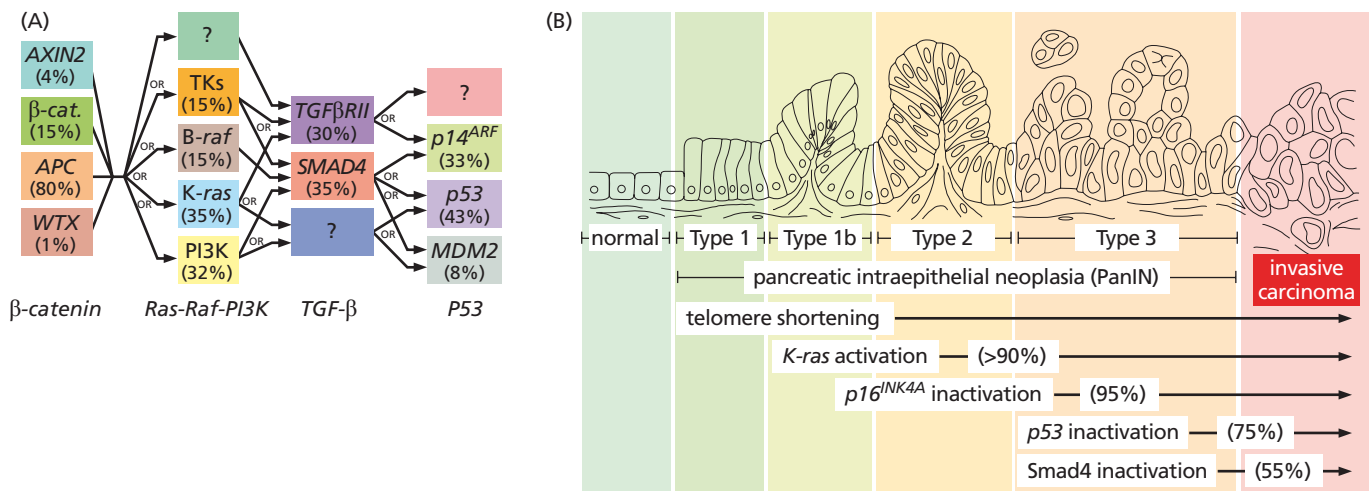 (A)
AXIN2
(4%)
β-cat.
(15%)
APC
(80%)
WTX
(1%)
β-catenin
?
TKs
(15%)
B-raf
(15%)
K-ras
(35%)
PI3K
(32%)
Ras-Raf-PI3K
OR
OR
OR
OR
OR
OR
OR
OR
TGFβRII
(30%)
SMAD4
(35%)
?
TGF-β
OR
OR
OR
?
p14ARF
(33%)
p53
(43%)
MDM2
(8%)
P53
(B)
normal
Type 1
Type 1b
Type 2
Type 3
pancreatic intraepithelial neoplasia (PanIN)
invasive
carcinoma
telomere shortening
K-ras activation (>90%)
p16INK4A inactivation (95%)
p53 inactivation (75%)
Smad4 inactivation (55%)